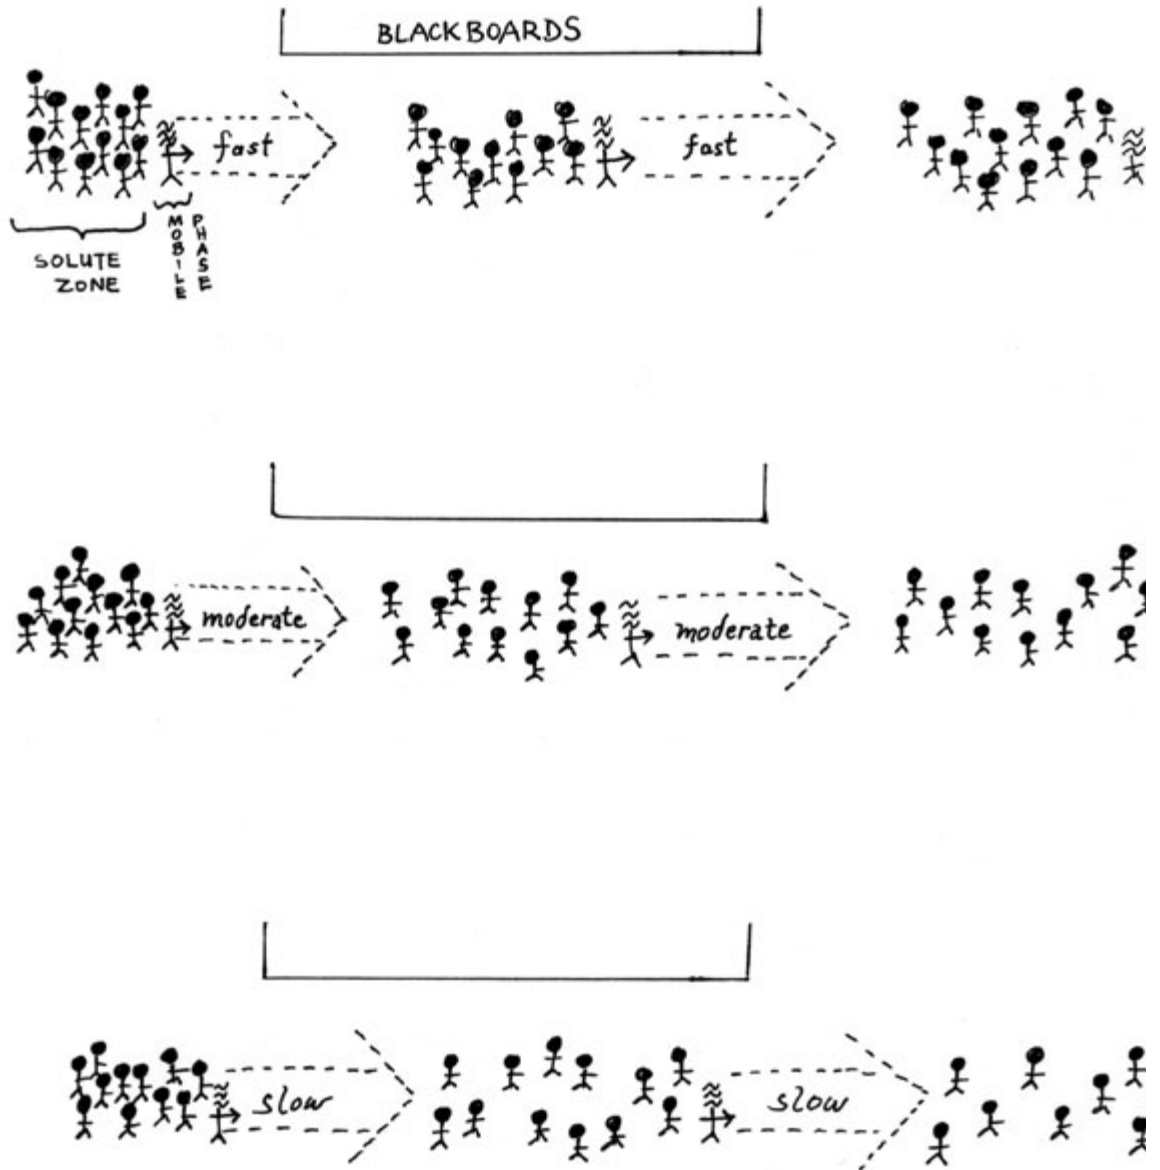 BLACKBOARDS
fast
fast
SOLUTE
ZONE
MOBILE
PHASE
moderate
moderate
slow
slow